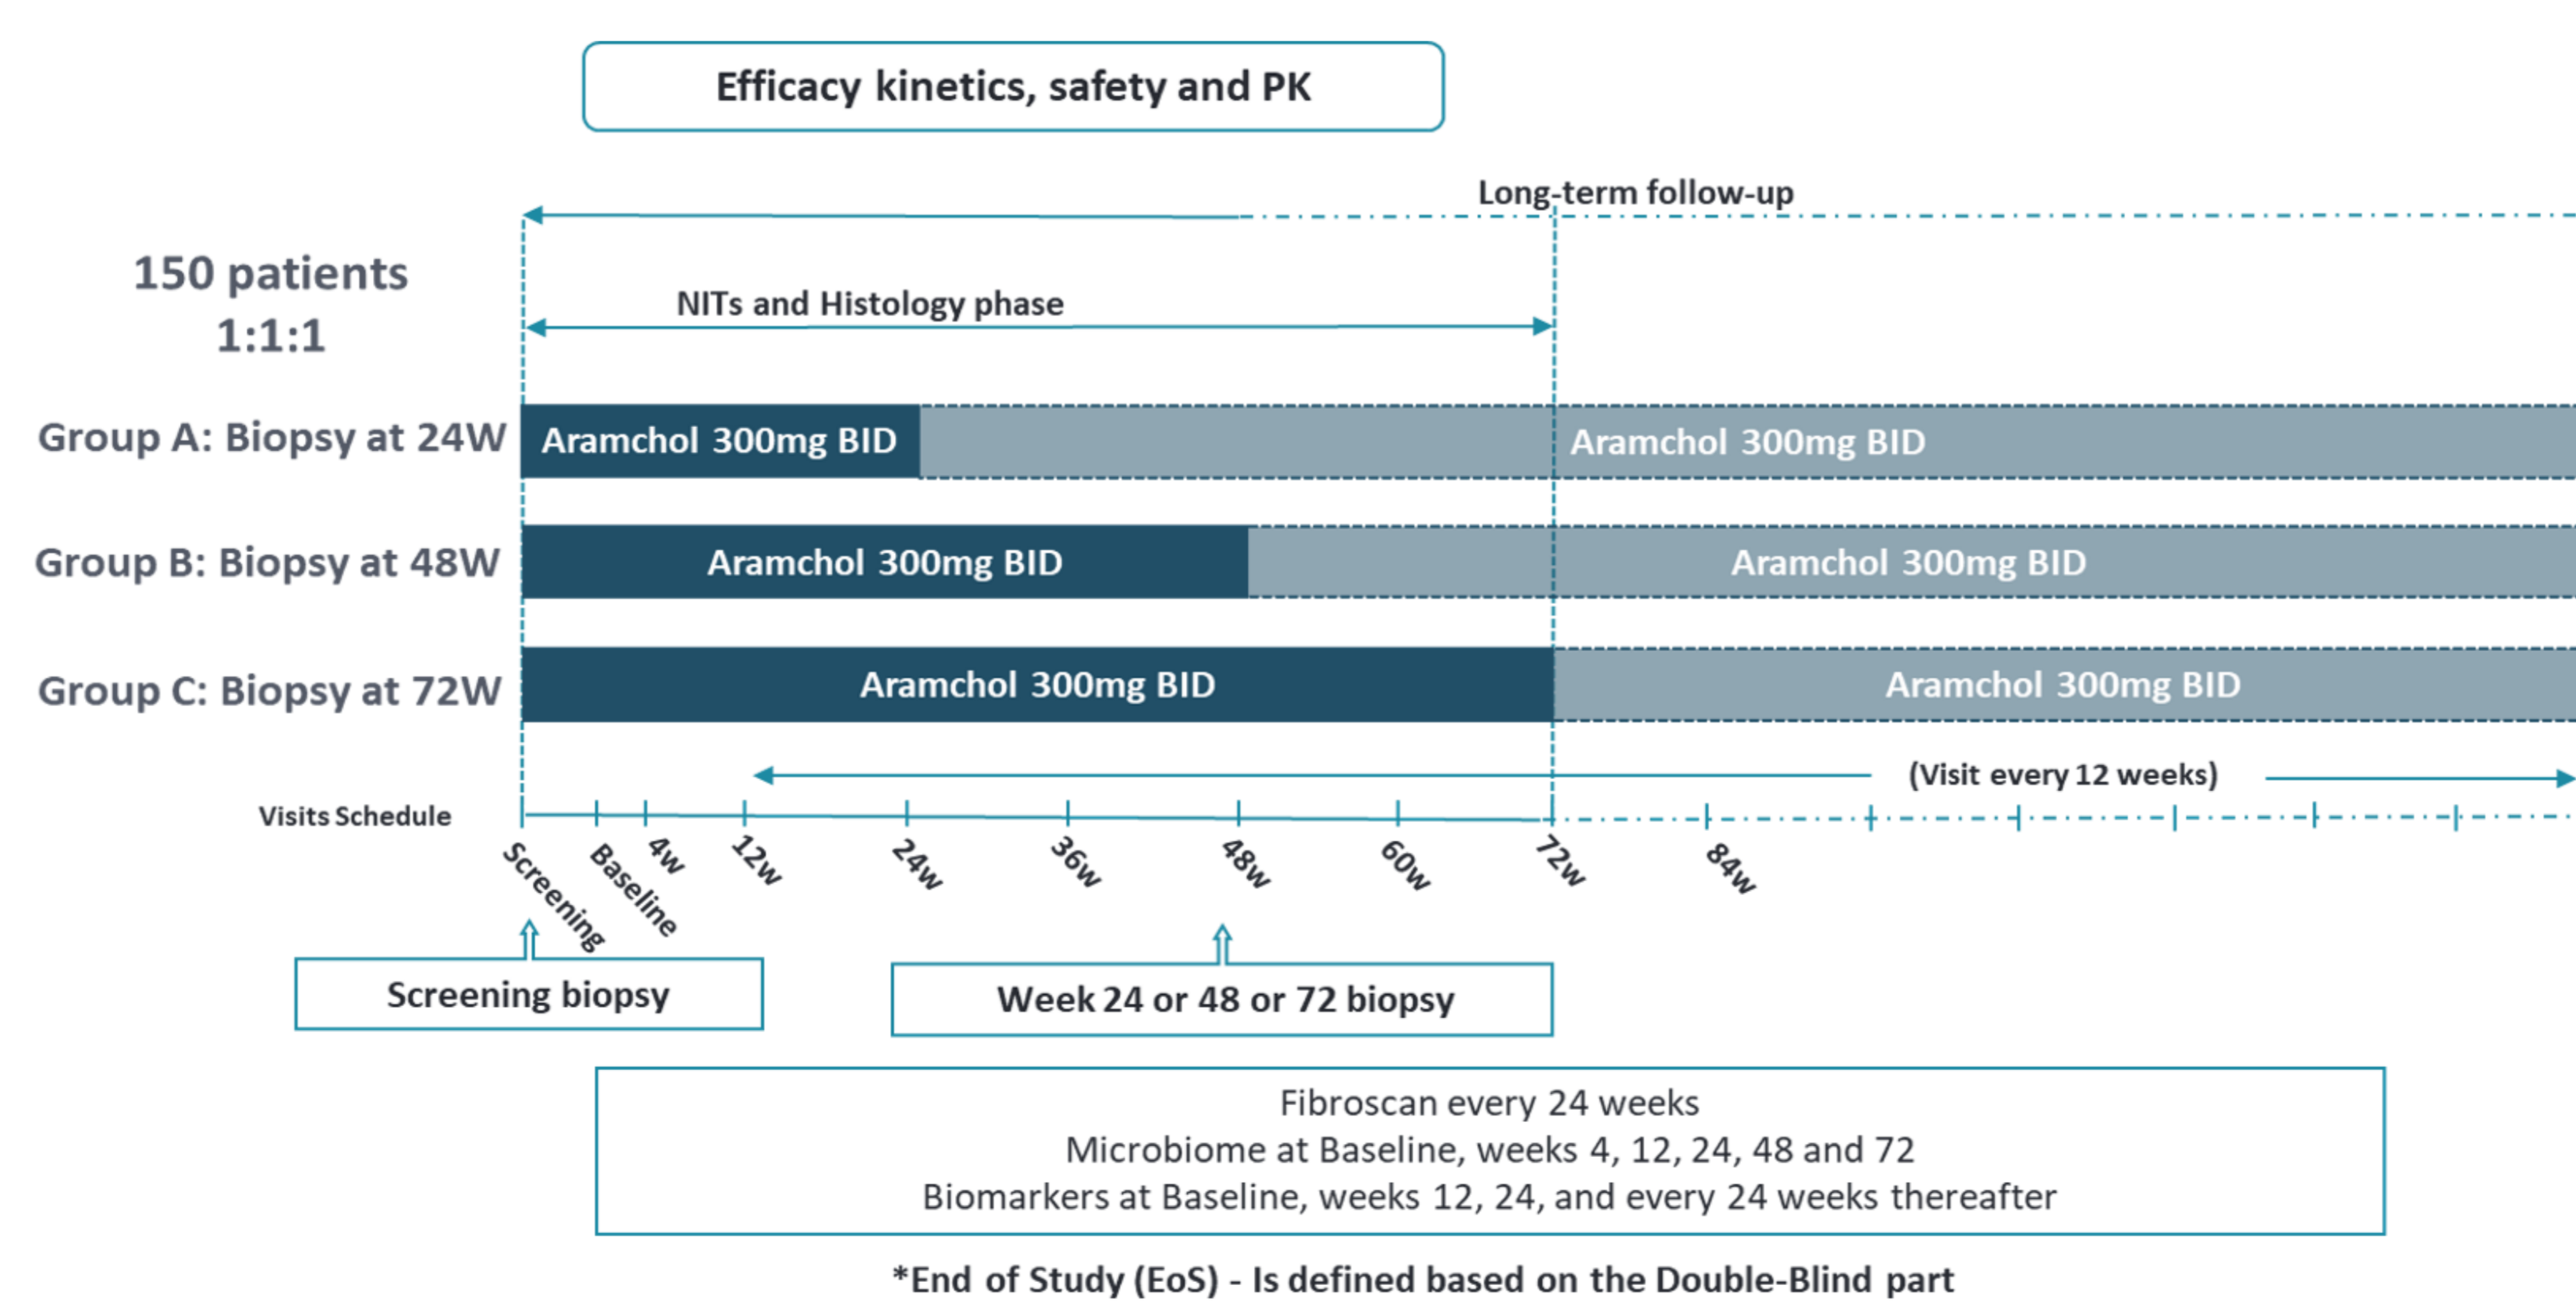 Efficacy kinetics, safety and PK
Long-term follow-up
150 patients
1:1:1
NITs and Histology phase
Group A: Biopsy at 24W
Aramchol 300mg BID
Aramchol 300mg BID
Group B: Biopsy at 48W
Aramchol 300mg BID
Aramchol 300mg BID
Group C: Biopsy at 72W
Aramchol 300mg BID
Aramchol 300mg BID
(Visit every 12 weeks)
Visits Schedule
Screening
Baseline
4w
12w
24w
36w
48w
60w
72w
84w
Screening biopsy
Week 24 or 48 or 72 biopsy
Fibroscan every 24 weeks
Microbiome at Baseline, weeks 4, 12, 24, 48 and 72
Biomarkers at Baseline, weeks 12, 24, and every 24 weeks thereafter
*End of Study (EoS) - Is defined based on the Double-Blind part